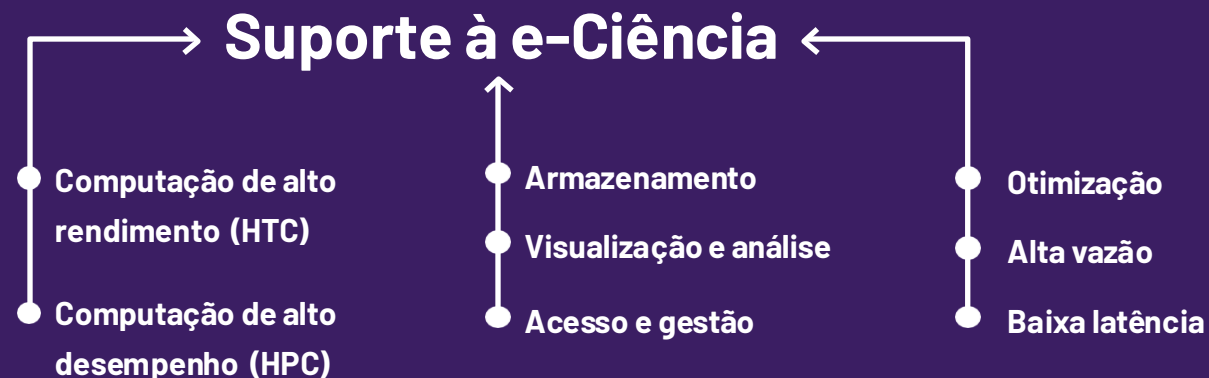 Suporte à e-Ciência
Computação de alto
rendimento (HTC)
Computação de alto
desempenho (HPC)
Armazenamento
Visualização e análise
Acesso e gestão
Otimização
Alta vazão
Baixa latência